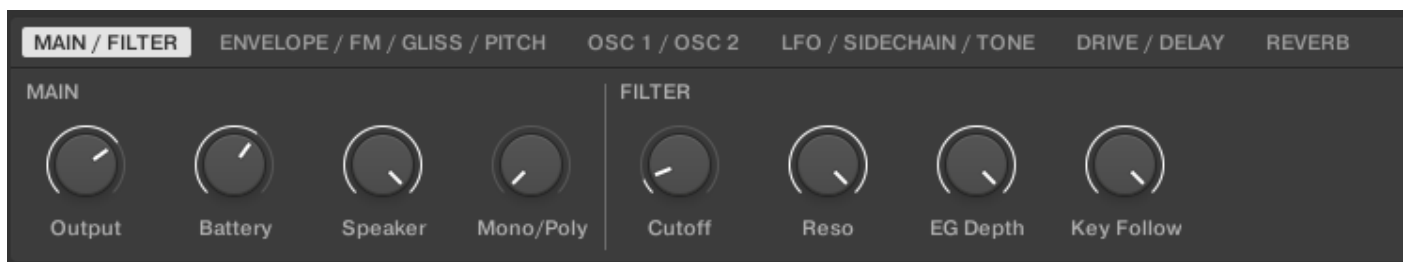 MAIN / FILTER ENVELOPE / FM / GLISS / PITCH OSC 1 / OSC 2 LFO / SIDECHAIN / TONE DRIVE / DELAY REVERB
MAIN FILTER
Output Battery Speaker Mono/Poly Cutoff Reso EG Depth Key Follow